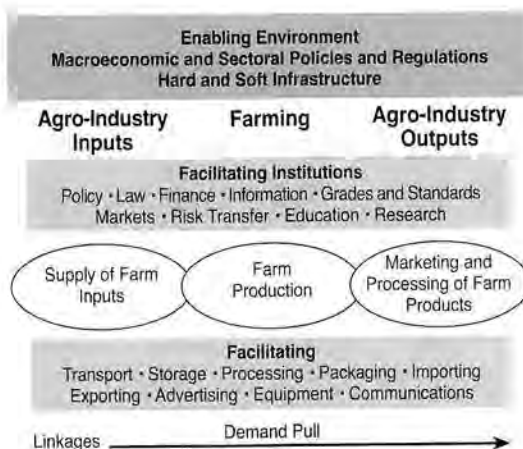 Enabling Environment
Macroeconomic and Sectoral Policies and Regulations
Hard and Soft Infrastructure
Agro-Industry
Inputs
Farming
Agro-Industry
Outputs
Facilitating Institutions
Policy • Law • Finance • Information • Grades and Standards
Markets • Risk Transfer • Education • Research
Supply of Farm
Inputs
Farm
Production
Marketing and
Processing of Farm
Products
Facilitating
Transport • Storage • Processing • Packaging • Importing
Exporting • Advertising • Equipment • Communications
Linkages
Demand Pull